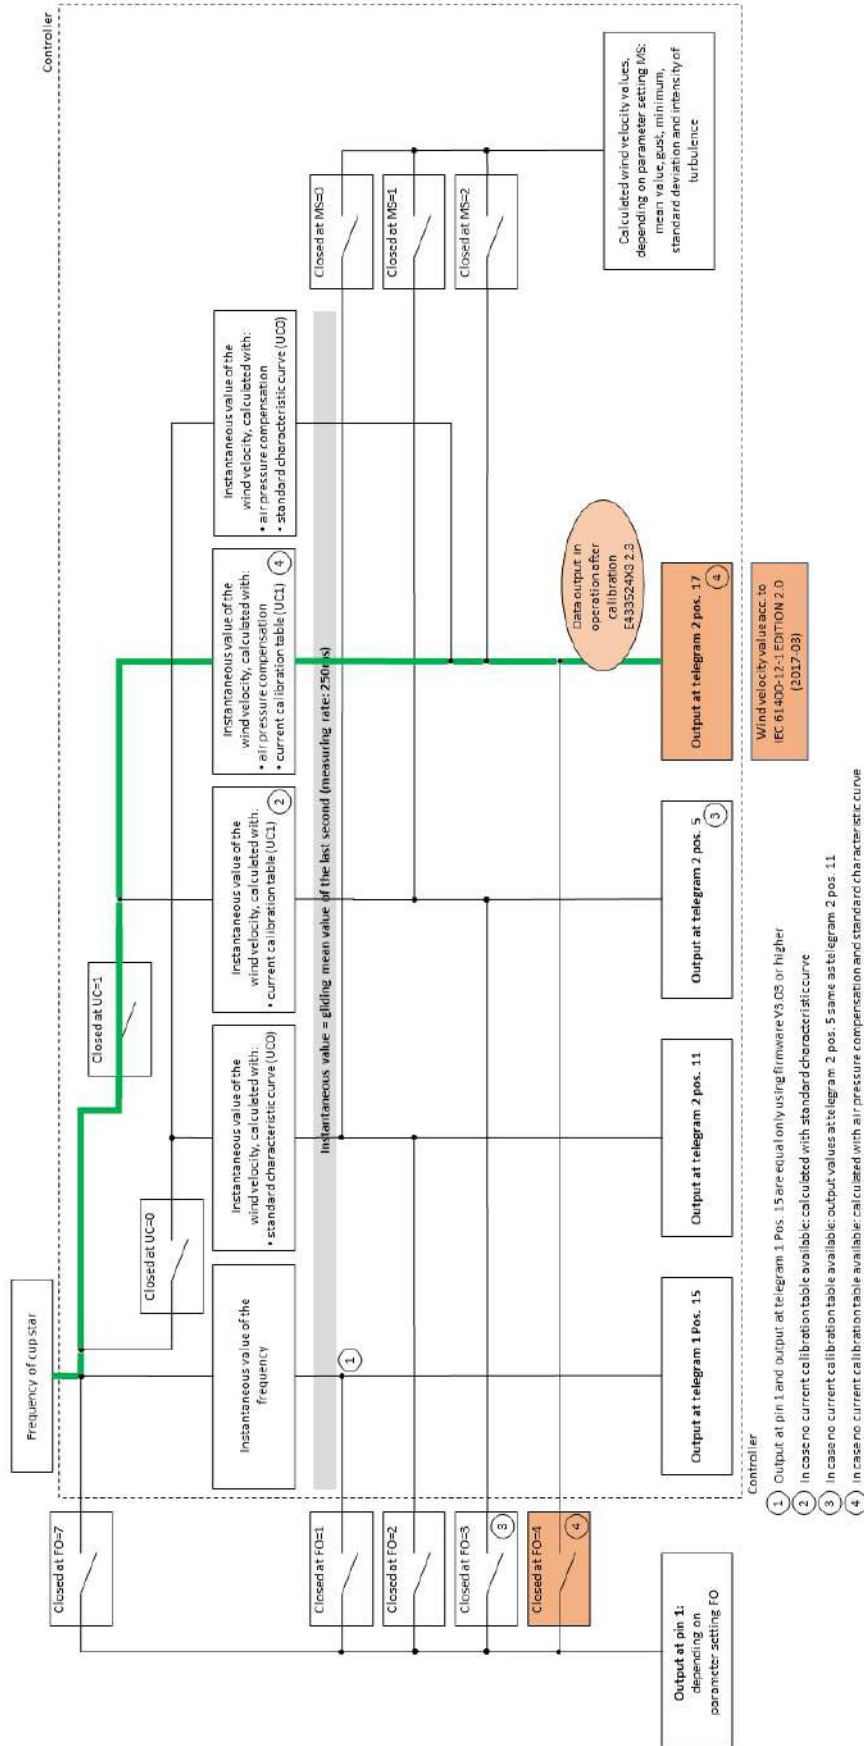 Frequency of cup star
Controller
Closed at FO=7
Closed at UC=0
Closed at UC=1
Instantaneous value of the
frequency
Instantaneous value of the
wind velocity, calculated with:
• standard characteristic curve (UC0)
Instantaneous value of the
wind velocity, calculated with:
• current calibration table (UC1)
2
Instantaneous value of the
wind velocity, calculated with:
• air pressure compensation
• current calibration table (UC1)
4
Instantaneous value of the
wind velocity, calculated with:
• air pressure compensation
• standard characteristic curve (UC0)
Instantaneous value = gliding mean value of the last second (measuring rate: 250ms)
Closed at FO=1
1
Closed at MS=0
Closed at FO=2
Closed at MS=1
Closed at FO=3
3
Closed at MS=2
Closed at FO=4
4
Data output in
operation after
calibration
E433524X3 2.3
Calculated wind velocity values,
depending on parameter setting MS:
mean value, gust, minimum,
standard deviation and intensity of
turbulence
Output at pin 1:
depending on
parameter setting FO
Output at telegram 1 Pos. 15
Output at telegram 2 pos. 11
Output at telegram 2 pos. 5
3
Output at telegram 2 pos. 17
4
Controller
Wind velocity value acc. to
IEC 61400-12-1 EDITION 2.0
(2017-03)
1 Output at pin 1 and output at telegram 1 Pos. 15 are equal only using firmware V3.03 or higher
2 In case no current calibration table available: calculated with standard characteristic curve
3 In case no current calibration table available: output values at telegram 2 pos. 5 same as telegram 2 pos. 11
4 In case no current calibration table available: calculated with air pressure compensation and standard characteristic curve